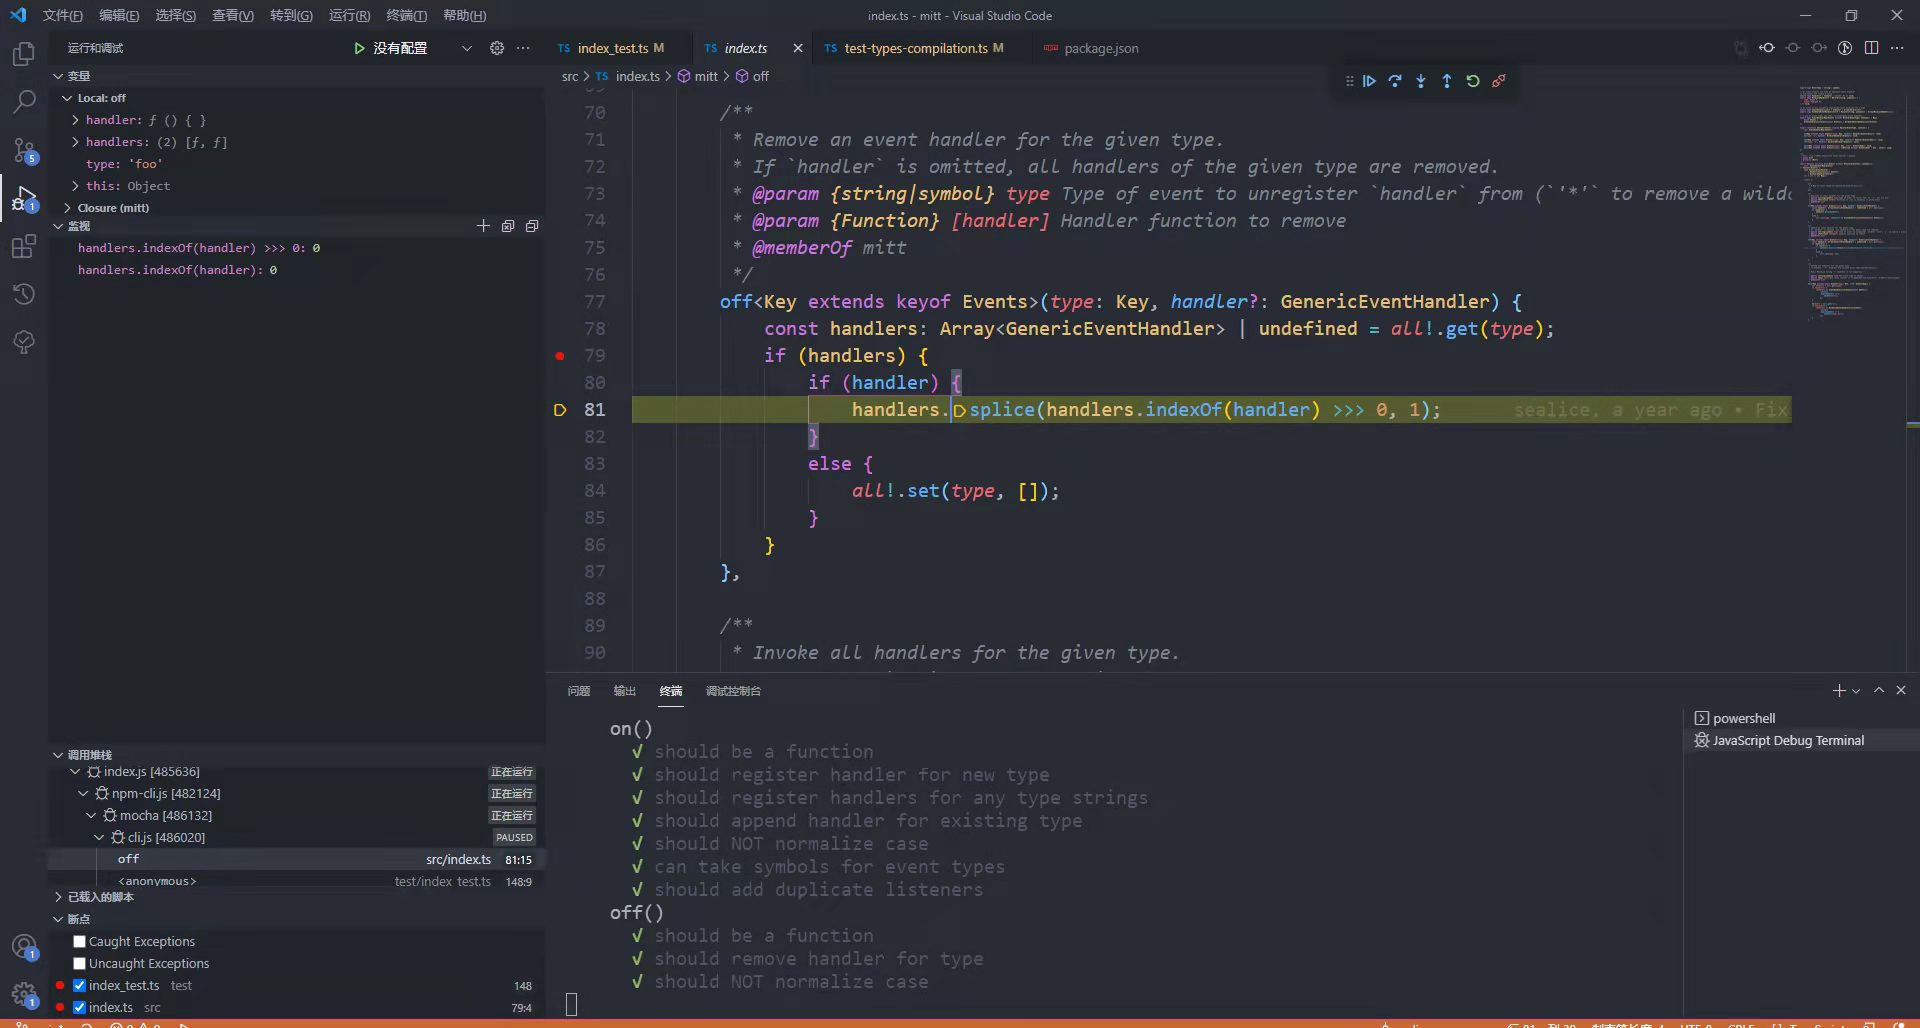 文件(F) 编辑(E) 选择(S) 查看(V) 转到(G) 运行(R) 终端(T) 帮助(H)
index.ts - mitt - Visual Studio Code
运行和调试
没有配置
TS index_test.ts M
TS index.ts
TS test-types-compilation.ts M
package.json
src > TS index.ts > mitt > off
变量
Local: off
handler: ƒ () { }
handlers: (2) [ƒ, ƒ]
type: 'foo'
this: Object
Closure (mitt)
监视
handlers.indexOf(handler) >>> 0: 0
handlers.indexOf(handler): 0
5
1
70 /**
71 * Remove an event handler for the given type.
72 * If `handler` is omitted, all handlers of the given type are removed.
73 * @param {string|symbol} type Type of event to unregister `handler` from (`'*'` to remove a wildc
74 * @param {Function} [handler] Handler function to remove
75 * @memberOf mitt
76 */
77 off<Key extends keyof Events>(type: Key, handler?: GenericEventHandler) {
78 const handlers: Array<GenericEventHandler> | undefined = all!.get(type);
79 if (handlers) {
80 if (handler) {
81 handlers.splice(handlers.indexOf(handler) >>> 0, 1); sealice, a year ago • Fix
82 }
83 else {
84 all!.set(type, []);
85 }
86 }
87 },
88
89 /**
90 * Invoke all handlers for the given type.
问题 输出 终端 调试控制台
on()
√ should be a function
√ should register handler for new type
√ should register handlers for any type strings
√ should append handler for existing type
√ should NOT normalize case
√ can take symbols for event types
√ should add duplicate listeners
off()
√ should be a function
√ should remove handler for type
√ should NOT normalize case
powershell
JavaScript Debug Terminal
调用堆栈
index.js [485636] 正在运行
npm-cli.js [482124] 正在运行
mocha [486132] 正在运行
cli.js [486020] PAUSED
off src/index.ts 81:15
<anonymous> test/index_test.ts 148:9
已载入的脚本
断点
Caught Exceptions
Uncaught Exceptions
index_test.ts test 148
index.ts src 79:4
1
1